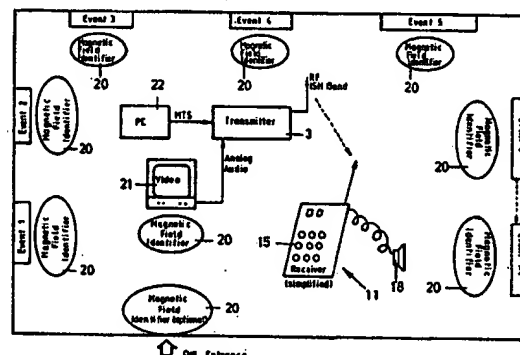 Event 3
Event 4
Event 5
Magnetic
Field
Identifier
20
Magnetic
Field
Identifier
20
Magnetic
Field
Identifier
20
Event 2
Magnetic
Field
Identifier
20
22
PE
MTS
Transmitter
3
RF
ISM Band
Magnetic
Field
Identifier
20
21
Video
Analog
Audio
Event 1
Magnetic
Field
Identifier
20
Magnetic
Field
Identifier
20
15
Receiver
(simplified)
11
18
Magnetic
Field
Identifier
20
Magnetic
Field
Identifier (optional)
20
Entrance